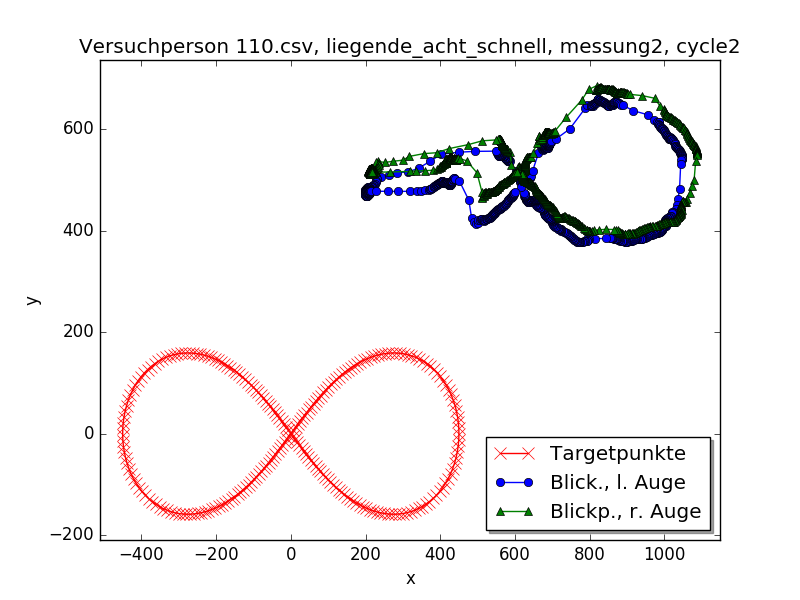 Versuchperson 110.csv, liegende_acht_schnell, messung2, cycle2
600
400
200
0
−200
y
−400
−200
0
200
400
600
800
1000
x
Targetpunkte
Blick., l. Auge
Blickp., r. Auge